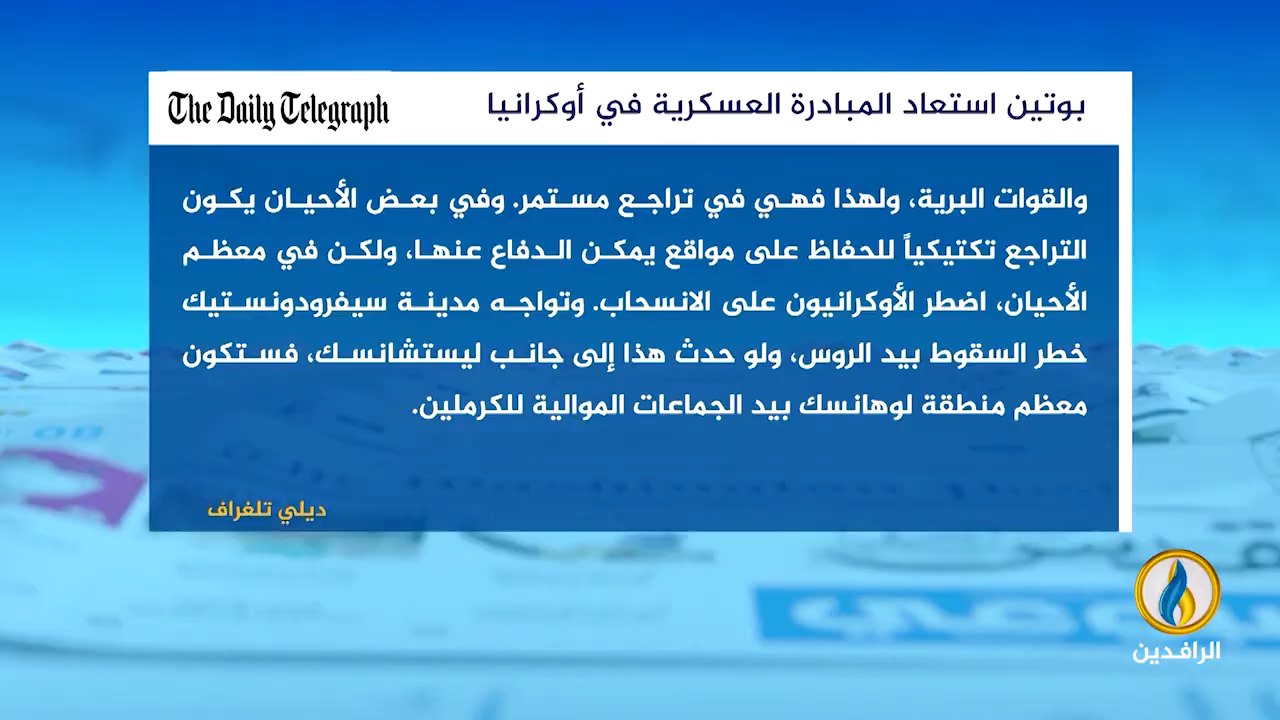 The Daily Telegraph
بوتين استعاد المبادرة العسكرية في أوكرانيا
والقوات البرية، ولهذا فهي في تراجع مستمر. وفي بعض الأحيان يكون
التراجع تكتيكياً للحفاظ على مواقع يمكن الدفاع عنها، ولكن في معظم
الأحيان، اضطر الأوكرانيون على الانسحاب. وتواجه مدينة سيفرودونستيك
خطر السقوط بيد الروس، ولو حدث هذا إلى جانب ليستشانسك، فستكون
معظم منطقة لوهانسك بيد الجماعات الموالية للكرملين.
ديلي تلغراف
الرافدين